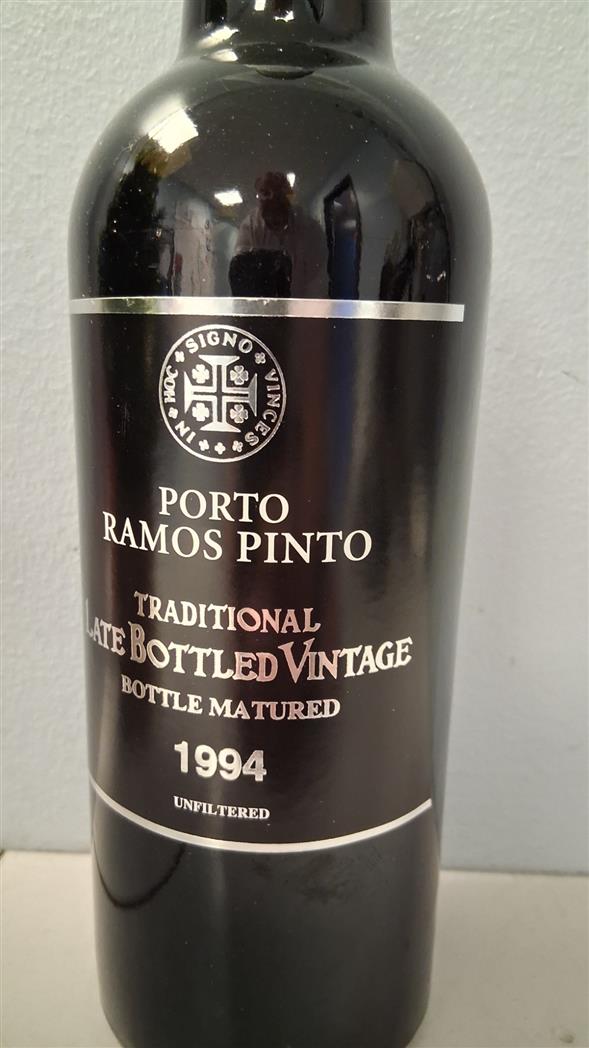 IN HOC SIGNO VINCES
PORTO
RAMOS PINTO
TRADITIONAL
LATE BOTTLED VINTAGE
BOTTLE MATURED
1994
UNFILTERED